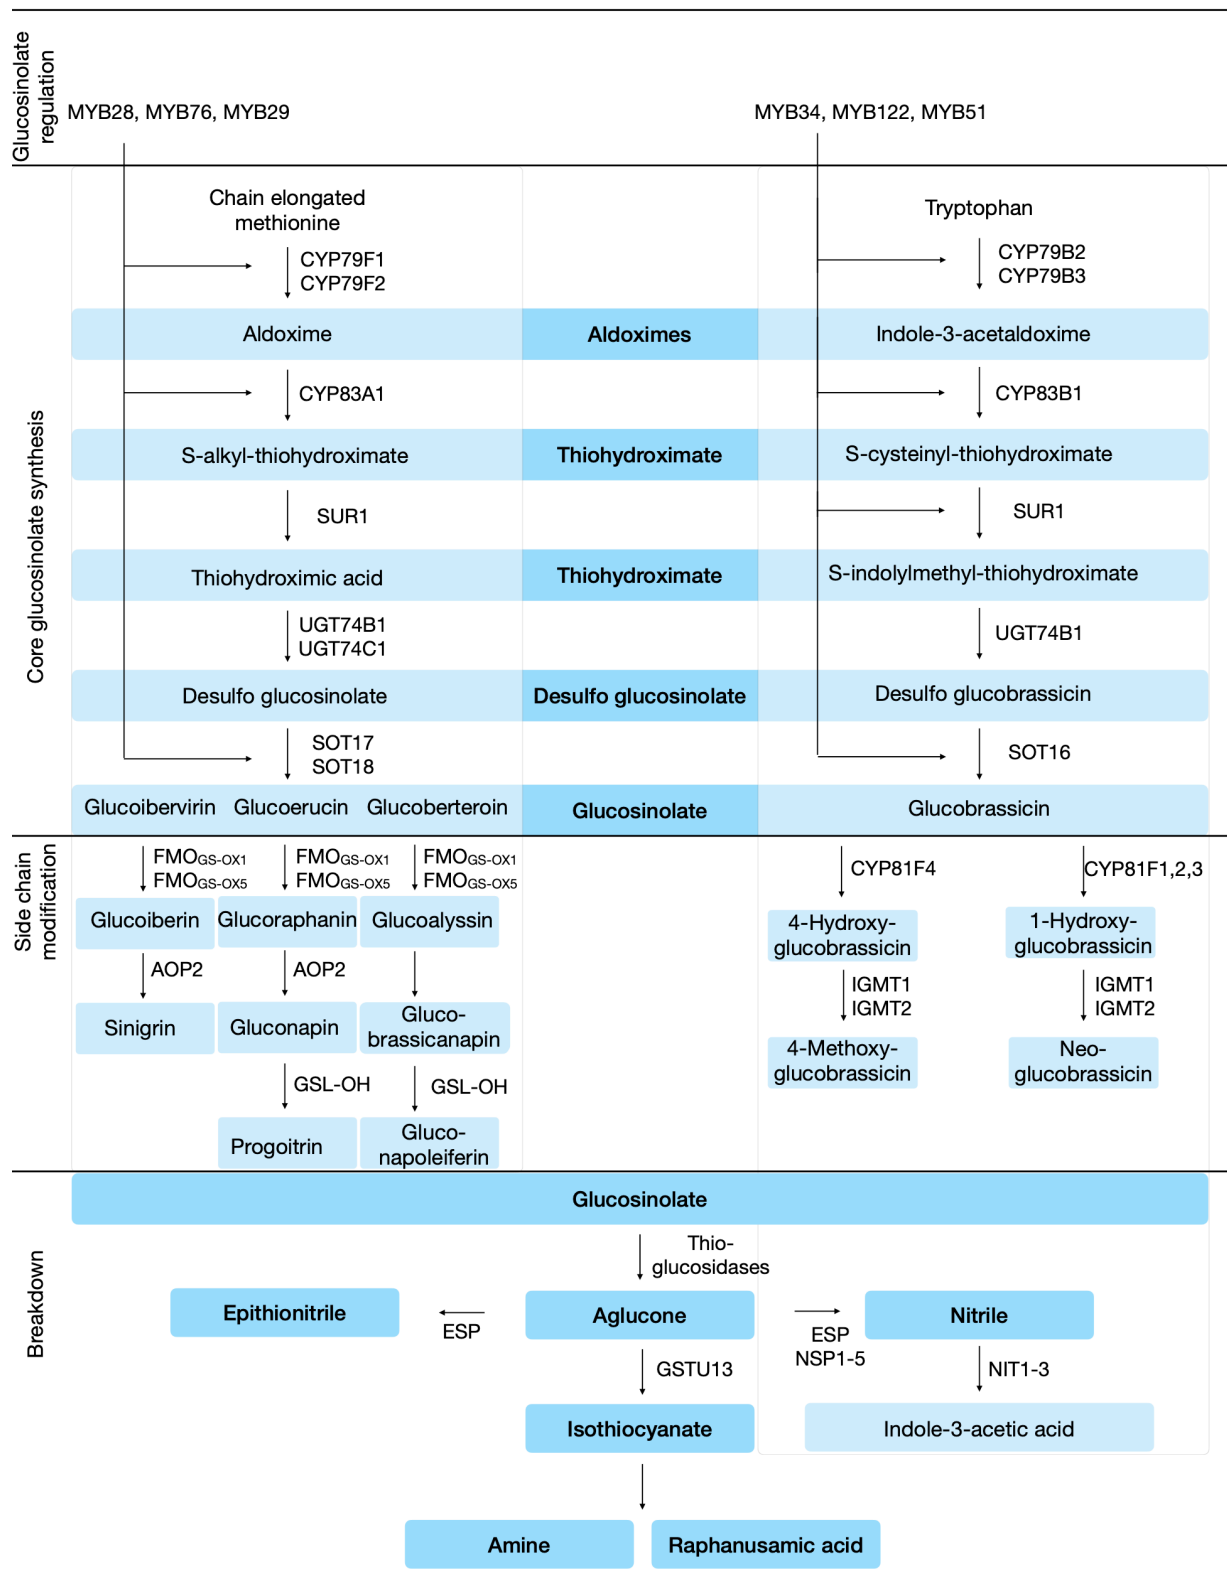 Glucosinolate
regulation
MYB28, MYB76, MYB29
MYB34, MYB122, MYB51
Core glucosinolate synthesis
Chain elongated
methionine
Tryptophan
CYP79F1
CYP79F2
CYP79B2
CYP79B3
Aldoxime
Aldoximes
Indole-3-acetaldoxime
CYP83A1
CYP83B1
S-alkyl-thiohydroximate
Thiohydroximate
S-cysteinyl-thiohydroximate
SUR1
SUR1
Thiohydroximic acid
Thiohydroximate
S-indolylmethyl-thiohydroximate
UGT74B1
UGT74C1
UGT74B1
Desulfo glucosinolate
Desulfo glucosinolate
Desulfo glucobrassicin
SOT17
SOT18
SOT16
Glucoibervirin
Glucoerucin
Glucoberteroin
Glucosinolate
Glucobrassicin
Side chain
modification
FMOGS-OX1
FMOGS-OX5
FMOGS-OX1
FMOGS-OX5
FMOGS-OX1
FMOGS-OX5
CYP81F4
CYP81F1,2,3
Glucoiberin
Glucoraphanin
Glucoalyssin
4-Hydroxy-
glucobrassicin
1-Hydroxy-
glucobrassicin
AOP2
AOP2
IGMT1
IGMT2
IGMT1
IGMT2
Sinigrin
Gluconapin
Gluco-
brassicanapin
4-Methoxy-
glucobrassicin
Neo-
glucobrassicin
GSL-OH
GSL-OH
Progoitrin
Gluco-
napoleiferin
Breakdown
Glucosinolate
Thio-
glucosidases
Epithionitrile
ESP
Aglucone
ESP
NSP1-5
Nitrile
GSTU13
NIT1-3
Isothiocyanate
Indole-3-acetic acid
Amine
Raphanusamic acid